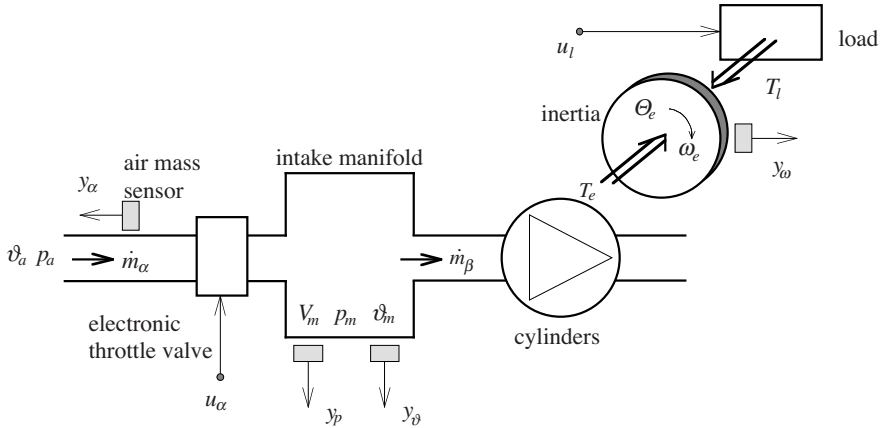 u_l
load
T_l
inertia
Θ_e
ω_e
y_ω
T_e
intake manifold
air mass
sensor
y_α
ϑ_a p_a
ṁ_α
ṁ_β
V_m p_m ϑ_m
electronic
throttle valve
cylinders
u_α
y_p
y_ϑ